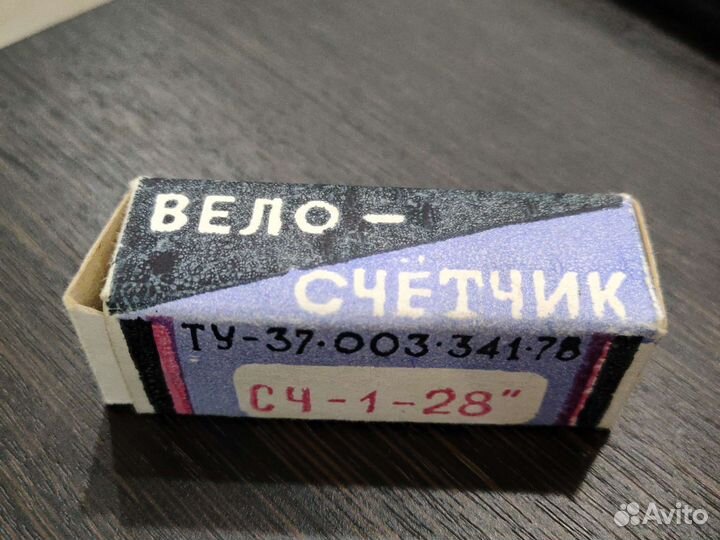 ВЕЛО -
СЧЁТЧИК
ТУ-37·003·341·78
СЧ-1-28"
Avito